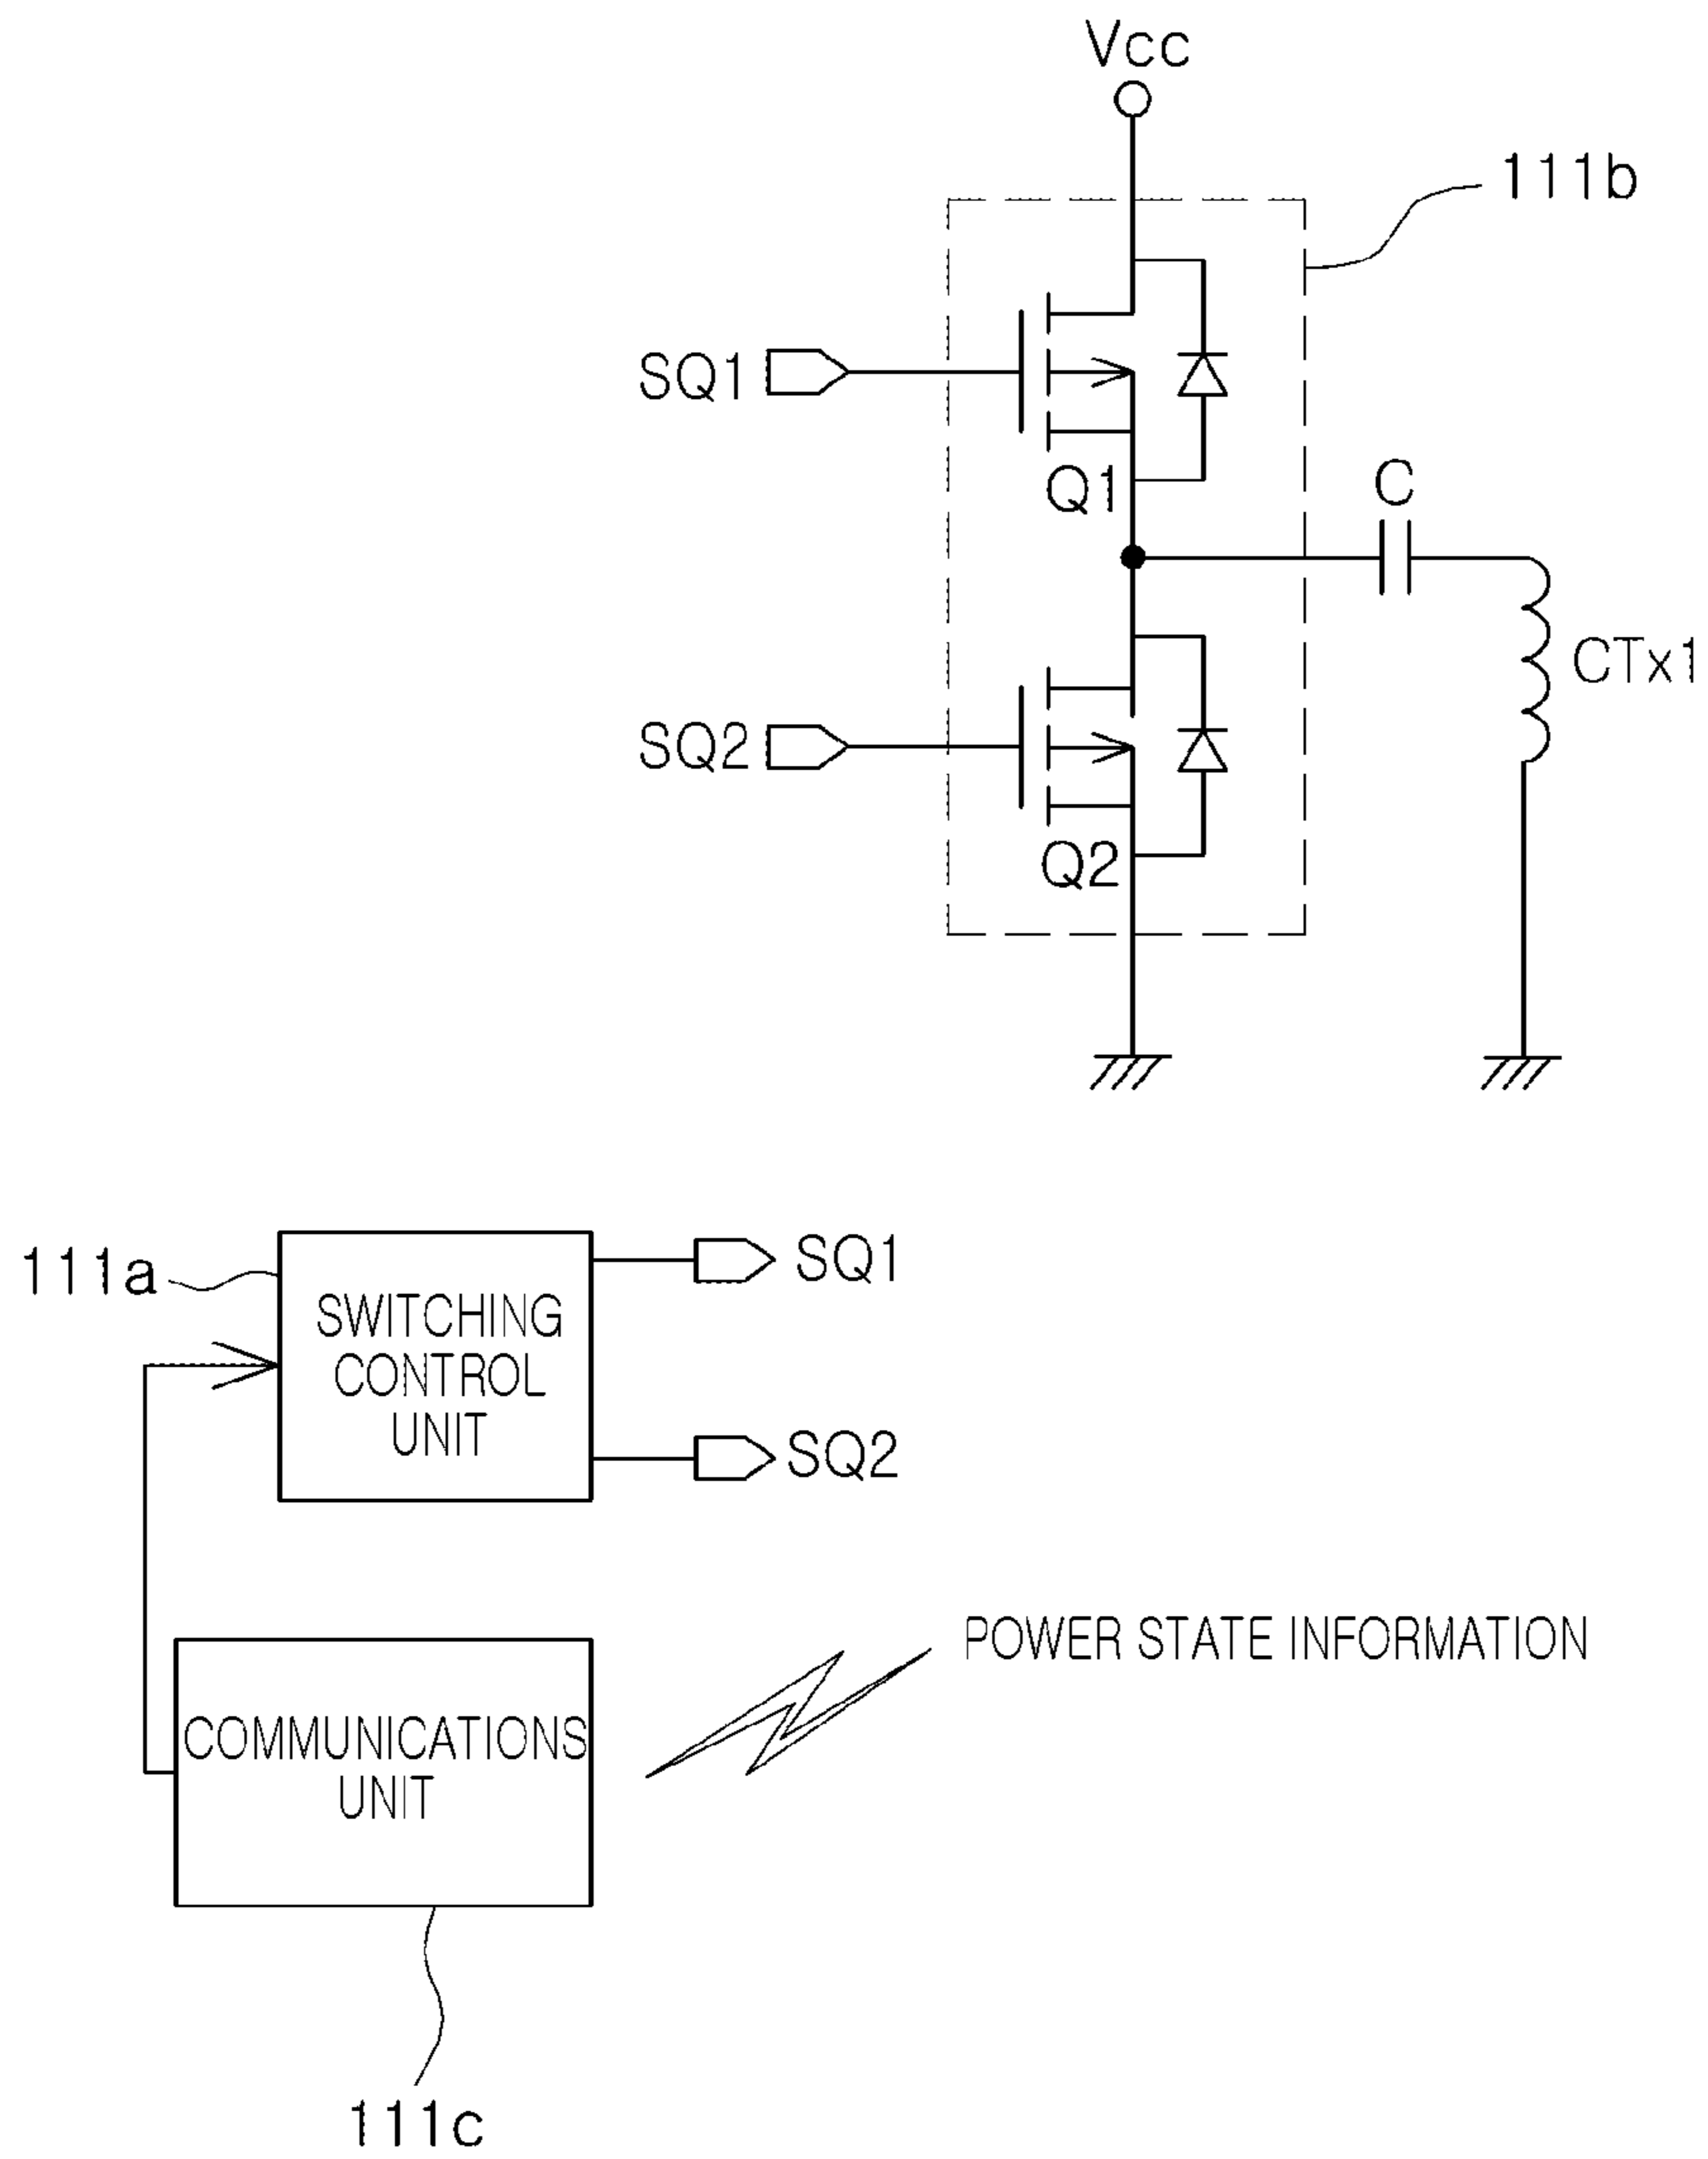 Vcc
111b
SQ1
Q1
C
CTx1
SQ2
Q2
111a
SWITCHING
CONTROL
UNIT
SQ1
SQ2
POWER STATE INFORMATION
COMMUNICATIONS
UNIT
111c